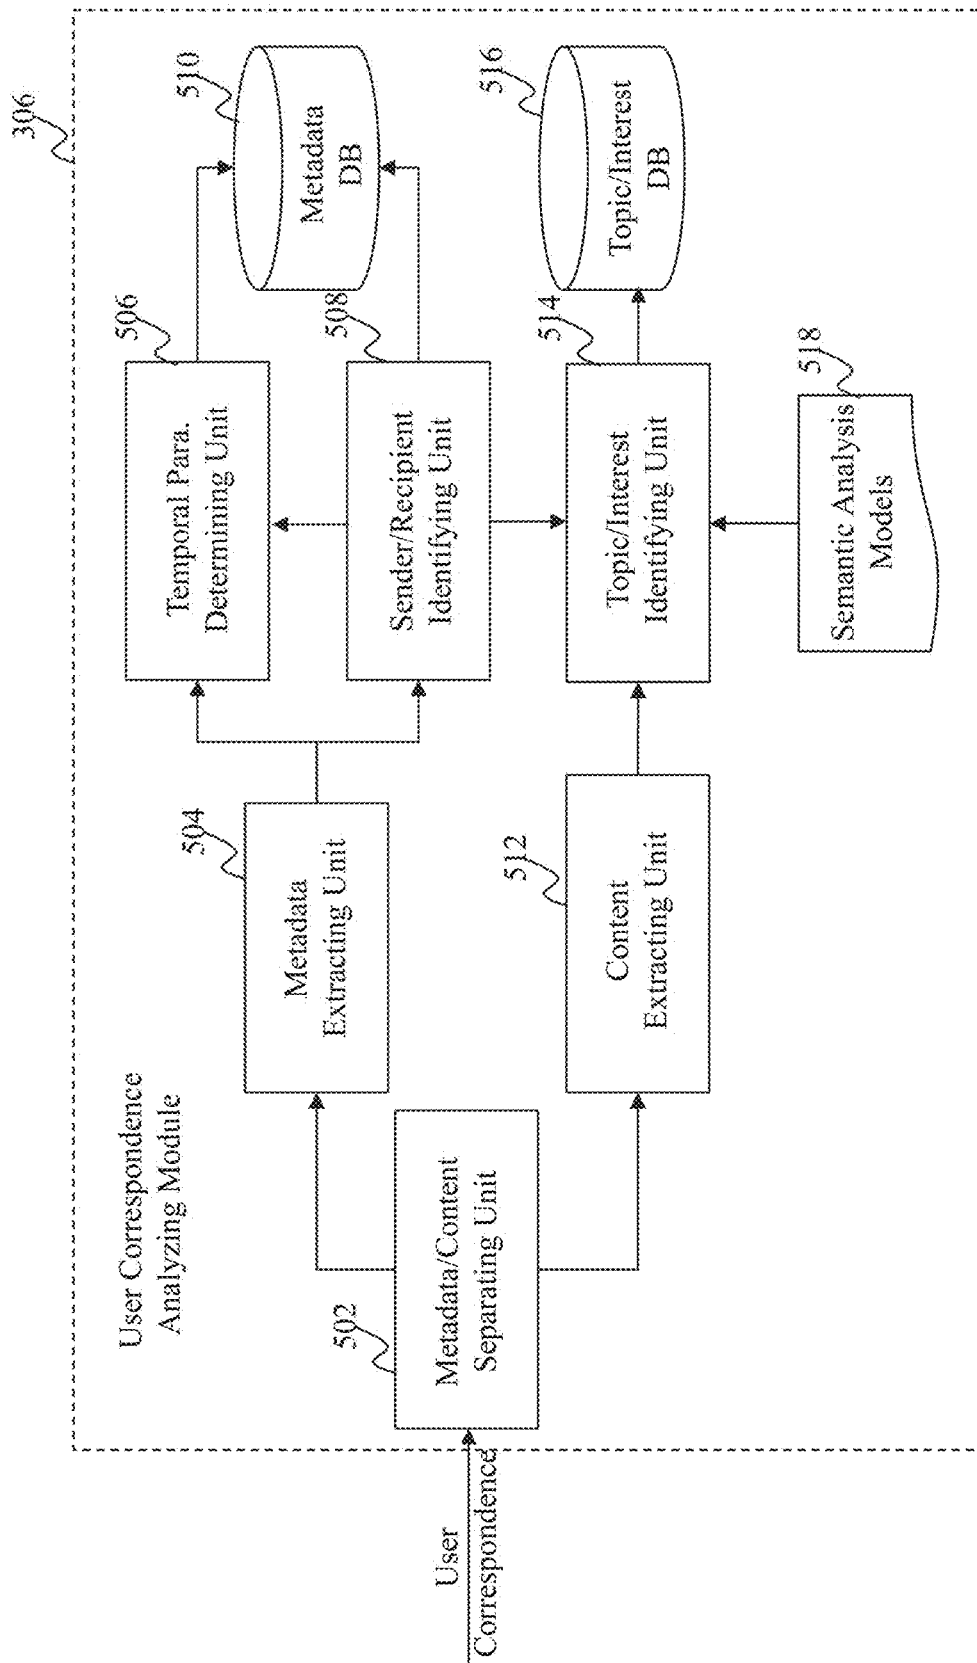 306
User Correspondence
Analyzing Module
User
Correspondence
502
Metadata/Content
Separating Unit
504
Metadata
Extracting Unit
506
Temporal Para.
Determining Unit
508
Sender/Recipient
Identifying Unit
510
Metadata
DB
512
Content
Extracting Unit
514
Topic/Interest
Identifying Unit
516
Topic/Interest
DB
518
Semantic Analysis
Models